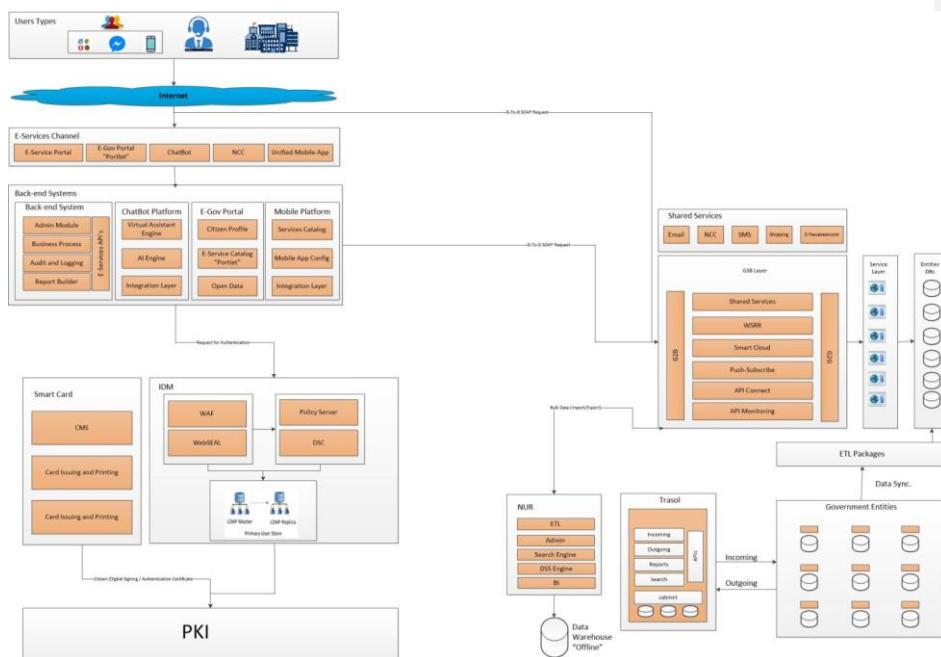 Users Types
Internet
G-To-B SOAP Request
E-Services Channel
E-Service Portal
E-Gov Portal
"Portlet"
ChatBot
NCC
Unified Mobile App
Back-end Systems
Back-end System
Admin Module
Business Process
Audit and Logging
Report Builder
E-Services API's
ChatBot Platform
Virtual Assistant
Engine
AI Engine
Integration Layer
E-Gov Portal
Citizen Profile
E-Service Catalog
"Portlet"
Open Data
Mobile Platform
Services Catalog
Mobile App Config
Integration Layer
SOAP Request
Shared Services
Email
NCC
SMS
Shipping
GSB Layer
G2B
Shared Services
WSRR
Smart Cloud
Push-Subscribe
API Connect
API Monitoring
G2G
Service
Layer
Entities
DBs
Request for Authentication
Smart Card
CMS
Card Issuing and Printing
Card Issuing and Printing
IDM
WAF
WebSEAL
Policy Server
DSC
LDAP Master
LDAP Replica
Primary User Store
Bulk Data (Import/Export)
ETL Packages
Data Sync.
NUR
ETL
Admin
Search Engine
DSS Engine
BI
Data
Warehouse
"Offline"
Trasol
Incoming
Outgoing
Reports
Search
APIs
cabinet
Incoming
Outgoing
Government Entities
Citizen (Digital Signing / Authentication Certificate
PKI